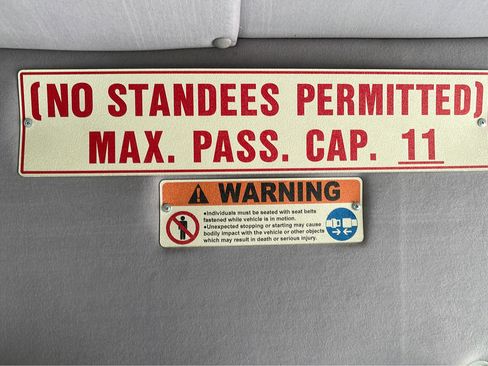 (NO STANDEES PERMITTED)
MAX. PASS. CAP. 11
WARNING
•Individuals must be seated with seat belts
fastened while vehicle is in motion.
•Unexpected stopping or starting may cause
bodily impact with the vehicle or other objects
which may result in death or serious injury.